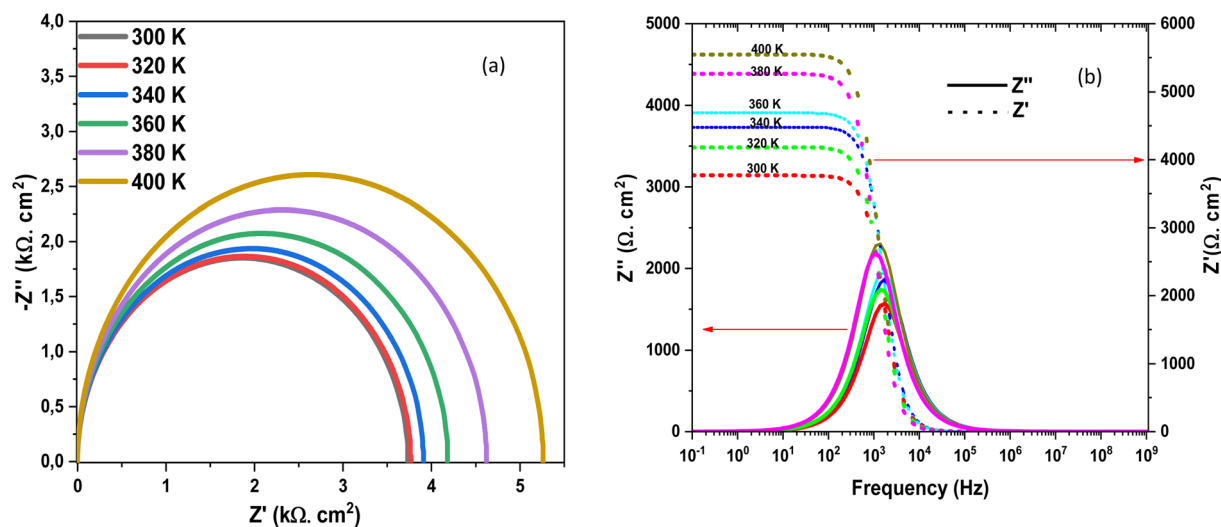 (a)
-Z'' (kΩ. cm²)
4,0
3,5
3,0
2,5
2,0
1,5
1,0
0,5
0,0
300 K
320 K
340 K
360 K
380 K
400 K
0 1 2 3 4 5
Z' (kΩ. cm²)
(b)
Z'' (Ω. cm²)
5000
4000
3000
2000
1000
0
400 K
380 K
360 K
340 K
320 K
300 K
Z''
Z'
6000
5000
4000
3000
2000
1000
0
Z'(Ω. cm²)
10⁻¹ 10⁰ 10¹ 10² 10³ 10⁴ 10⁵ 10⁶ 10⁷ 10⁸ 10⁹
Frequency (Hz)